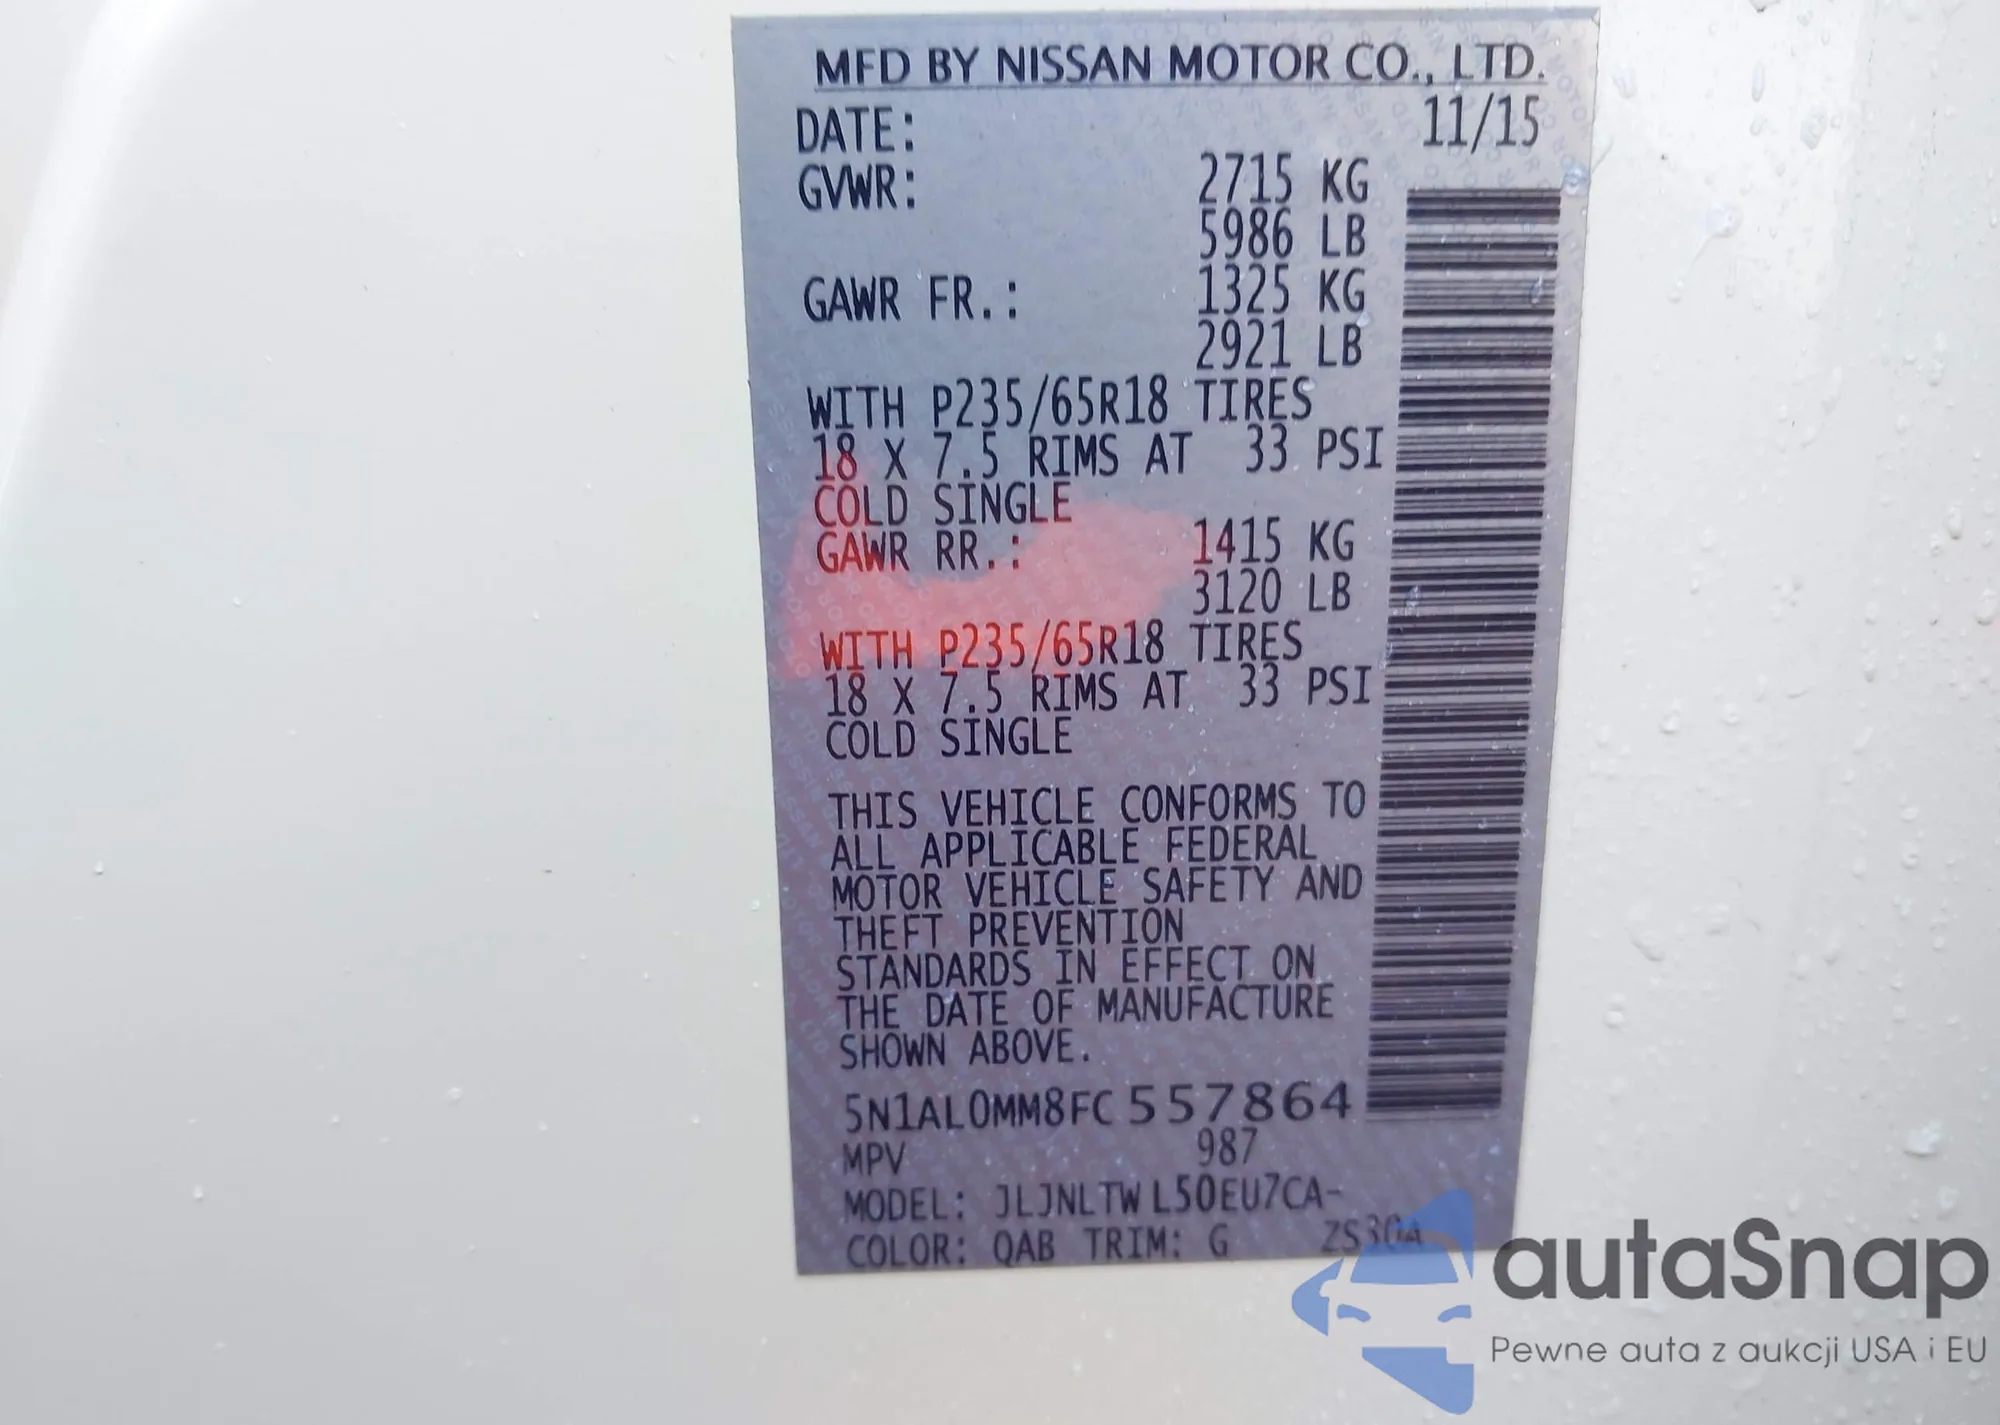 MFD BY NISSAN MOTOR CO., LTD.
DATE: 11/15
GVWR: 2715 KG
5986 LB
GAWR FR.: 1325 KG
2921 LB
WITH P235/65R18 TIRES
18 X 7.5 RIMS AT 33 PSI
COLD SINGLE
GAWR RR.: 1415 KG
3120 LB
WITH P235/65R18 TIRES
18 X 7.5 RIMS AT 33 PSI
COLD SINGLE
THIS VEHICLE CONFORMS TO
ALL APPLICABLE FEDERAL
MOTOR VEHICLE SAFETY AND
THEFT PREVENTION
STANDARDS IN EFFECT ON
THE DATE OF MANUFACTURE
SHOWN ABOVE.
5N1AL0MM8FC557864
MPV 987
MODEL: JLJNLTWL50EU7CA-
COLOR: QAB TRIM: G ZS30A
autoSnap
Pewne auta z aukcji USA i EU